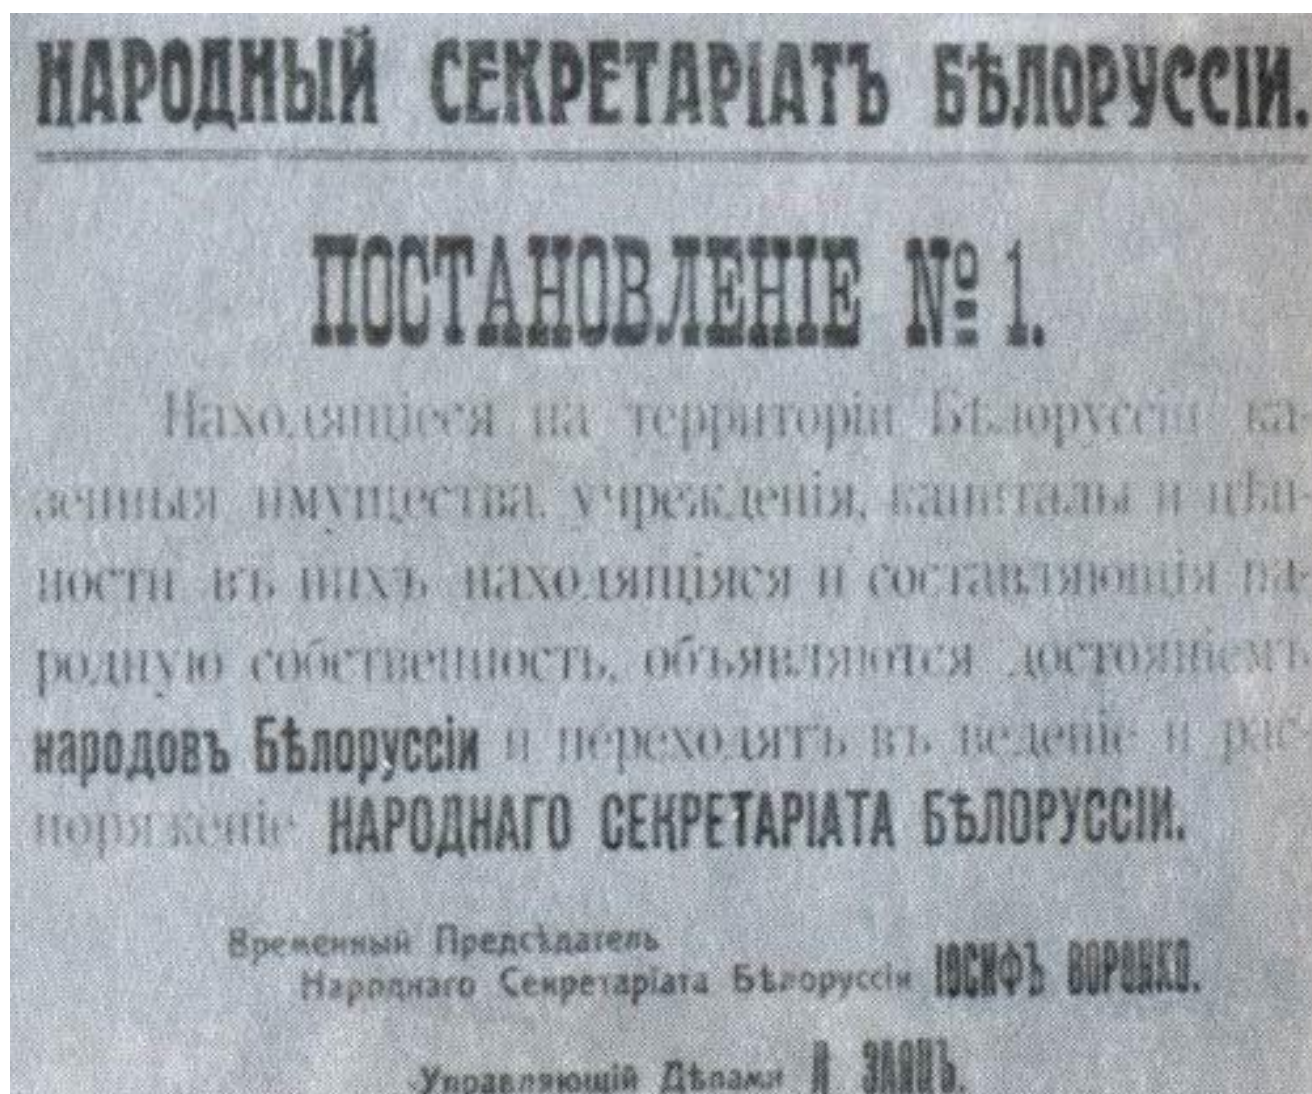 НАРОДНЫЙ СЕКРЕТАРІАТЪ БѢЛОРУССІИ.
ПОСТАНОВЛЕНІЕ № 1.
Находящіеся на территоріи Бѣлоруссіи ка-
зенныя имущества, учрежденія, капиталы и цѣн-
ности въ нихъ находящіяся и составляющія на-
родную собственность, объявляются достояніемъ
народовъ Бѣлоруссіи и переходятъ въ веденіе и рас-
поряженіе НАРОДНАГО СЕКРЕТАРІАТА БѢЛОРУССІИ.
Временный Предсѣдатель
Народнаго Секретаріата Бѣлоруссіи ІОСИФЪ ВОРОНКО.
Управляющій Дѣлами И ЗАЯЦЪ.